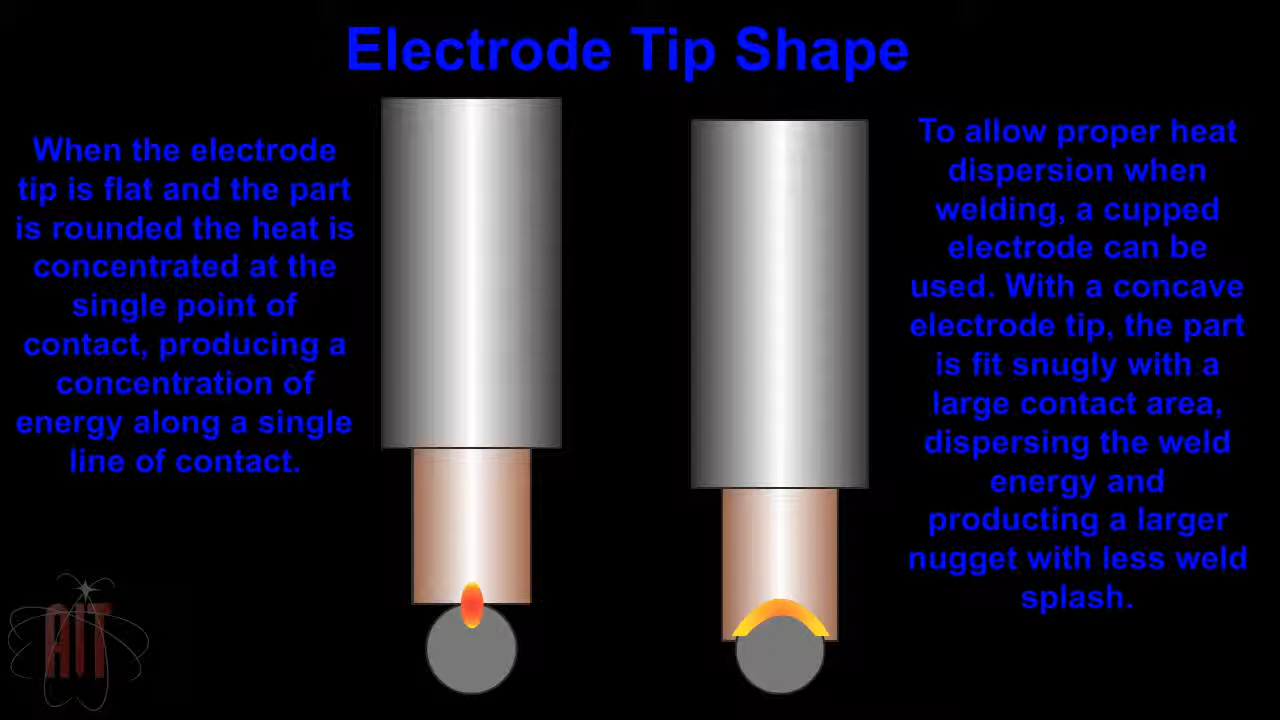 Electrode Tip Shape
When the electrode
tip is flat and the part
is rounded the heat is
concentrated at the
single point of
contact, producing a
concentration of
energy along a single
line of contact.
To allow proper heat
dispersion when
welding, a cupped
electrode can be
used. With a concave
electrode tip, the part
is fit snugly with a
large contact area,
dispersing the weld
energy and
producting a larger
nugget with less weld
splash.
AIT